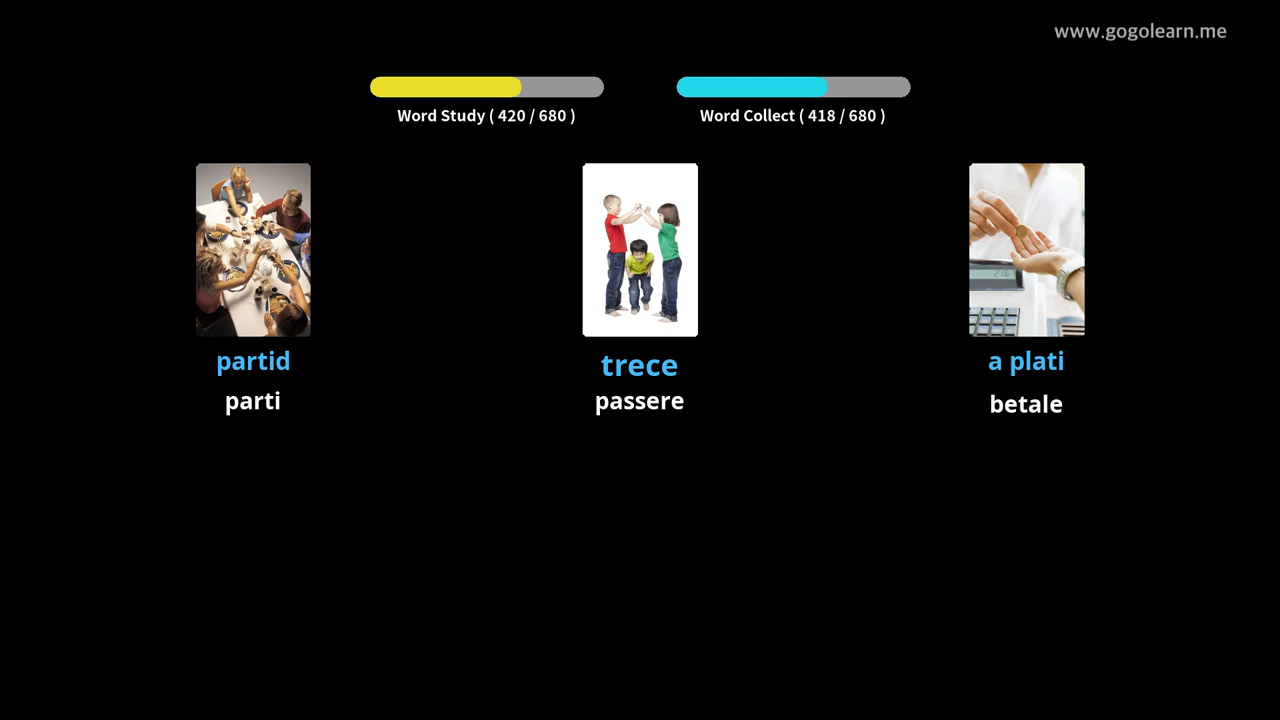 www.gogolearn.me
Word Study ( 420 / 680 )
Word Collect ( 418 / 680 )
partid
parti
trece
passere
a plati
betale